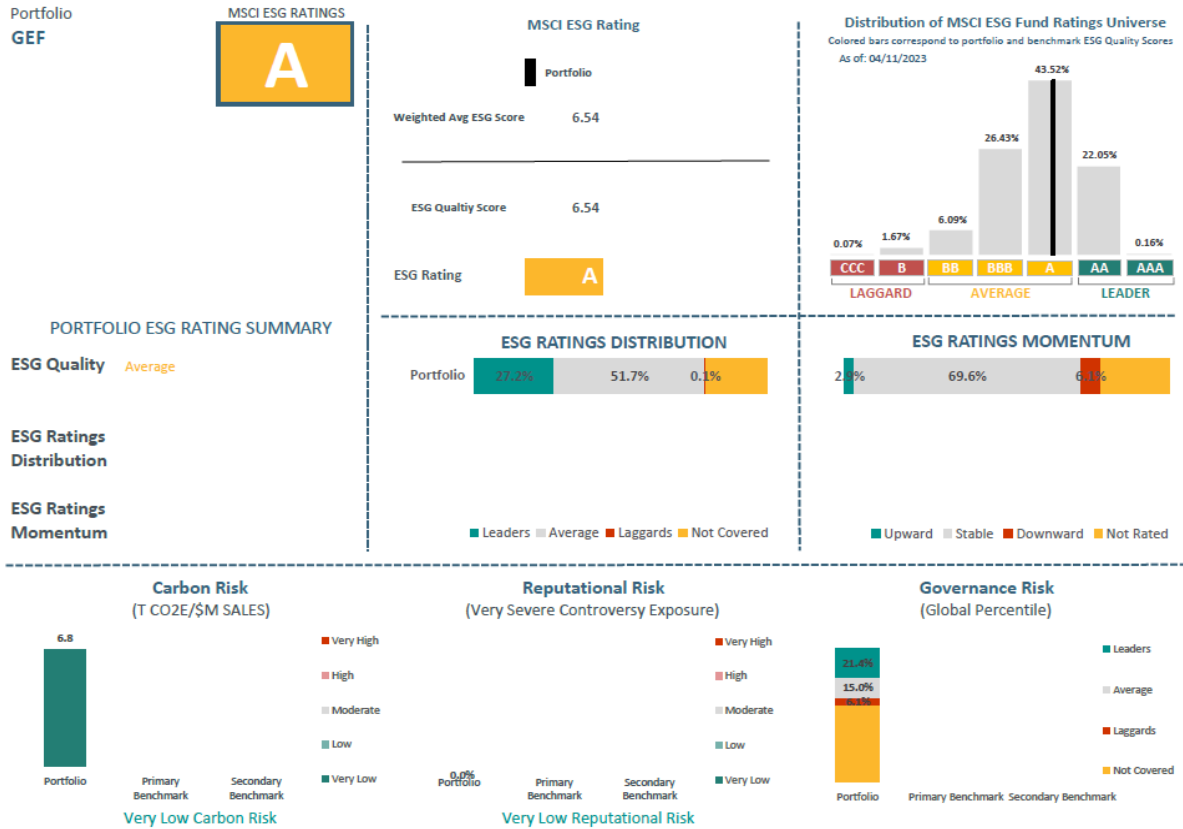 Portfolio
GEF
MSCI ESG RATINGS
A
MSCI ESG Rating
Portfolio
Weighted Avg ESG Score 6.54
ESG Qualtiy Score 6.54
ESG Rating A
Distribution of MSCI ESG Fund Ratings Universe
Colored bars correspond to portfolio and benchmark ESG Quality Scores
As of: 04/11/2023
0.07% 1.67% 6.09% 26.43% 43.52% 22.05% 0.16%
CCC B BB BBB A AA AAA
LAGGARD AVERAGE LEADER
PORTFOLIO ESG RATING SUMMARY
ESG Quality Average
ESG Ratings
Distribution
ESG Ratings
Momentum
ESG RATINGS DISTRIBUTION
Portfolio 27.2% 51.7% 0.1%
Leaders Average Laggards Not Covered
ESG RATINGS MOMENTUM
2.9% 69.6% 6.1%
Upward Stable Downward Not Rated
Carbon Risk
(T CO2E/$M SALES)
6.8
Very High
High
Moderate
Low
Very Low
Portfolio Primary Secondary
Benchmark Benchmark
Very Low Carbon Risk
Reputational Risk
(Very Severe Controversy Exposure)
Very High
High
Moderate
Low
Very Low
0.0%
Portfolio Primary Secondary
Benchmark Benchmark
Very Low Reputational Risk
Governance Risk
(Global Percentile)
21.4%
15.0%
6.1%
Leaders
Average
Laggards
Not Covered
Portfolio Primary Benchmark Secondary Benchmark